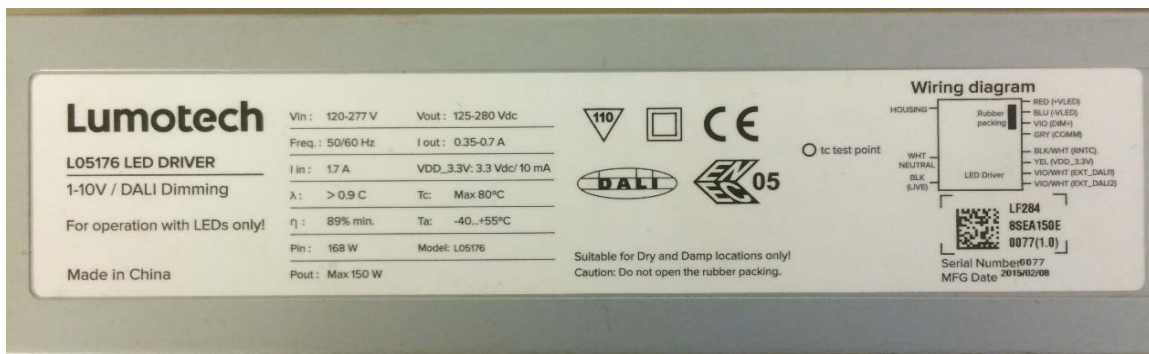 Lumotech
L05176 LED DRIVER
1-10V / DALI Dimming
For operation with LEDs only!
Made in China
Vin : 120-277 V Vout : 125-280 Vdc
Freq. : 50/60 Hz I out : 0.35-0.7 A
I in : 1.7 A VDD_3.3V: 3.3 Vdc/ 10 mA
λ : > 0.9 C Tc: Max 80°C
η : 89% min. Ta: -40...+55°C
Pin : 168 W Model: L05176
Pout : Max 150 W
110
CE
DALI
ENEC 05
Suitable for Dry and Damp locations only!
Caution: Do not open the rubber packing.
tc test point
Wiring diagram
HOUSING
WHT
NEUTRAL
BLK
(LIVE)
Rubber
packing
LED Driver
RED (+VLED)
BLU (-VLED)
VIO (DIM+)
GRY (COMM)
BLK/WHT (RNTC)
YEL (VDD_3.3V)
VIO/WHT (EXT_DALI1)
VIO/WHT (EXT_DALI2)
LF284
8SEA150E
0077(1.0)
Serial Number 0077
MFG Date 2015/02/08